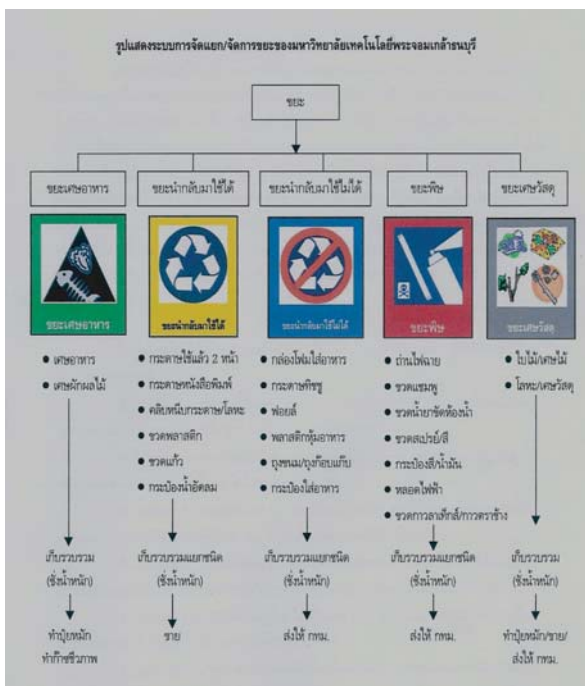 รูปแสดงระบบการจัดแยก/จัดการขยะของมหาวิทยาลัยเทคโนโลยีพระจอมเกล้าธนบุรี
ขยะ
ขยะเศษอาหาร
ขยะนำกลับมาใช้ได้
ขยะนำกลับมาใช้ไม่ได้
ขยะพิษ
ขยะเศษวัสดุ
ขยะเศษอาหาร
ขยะนำกลับมาใช้ได้
ขยะนำกลับมาใช้ไม่ได้
ขยะพิษ
ขยะเศษวัสดุ
● เศษอาหาร
● เศษผักผลไม้
เก็บรวบรวม
(ชั่งน้ำหนัก)
ทำปุ๋ยหมัก
ทำก๊าซชีวภาพ
● กระดาษใช้แล้ว 2 หน้า
● กระดาษหนังสือพิมพ์
● คลิบหนีบกระดาษ/โลหะ
● ขวดพลาสติก
● ขวดแก้ว
● กระป๋องน้ำอัดลม
เก็บรวบรวมแยกชนิด
(ชั่งน้ำหนัก)
ขาย
● กล่องโฟมใส่อาหาร
● กระดาษทิชชู
● ฟอยล์
● พลาสติกหุ้มอาหาร
● ถุงขนม/ถุงก๊อบแก๊บ
● กระป๋องใส่อาหาร
เก็บรวบรวมแยกชนิด
(ชั่งน้ำหนัก)
ส่งให้ กทม.
● ถ่านไฟฉาย
● ขวดแชมพู
● ขวดน้ำยาขัดห้องน้ำ
● ขวดสเปรย์/สี
● กระป๋องสี/น้ำมัน
● หลอดไฟฟ้า
● ขวดกาวลาเท็กส์/กาวตราช้าง
เก็บรวบรวมแยกชนิด
(ชั่งน้ำหนัก)
ส่งให้ กทม.
● ใบไม้/เศษไม้
● โลหะ/เศษวัสดุ
เก็บรวบรวม
(ชั่งน้ำหนัก)
ทำปุ๋ยหมัก/ขาย/
ส่งให้ กทม.